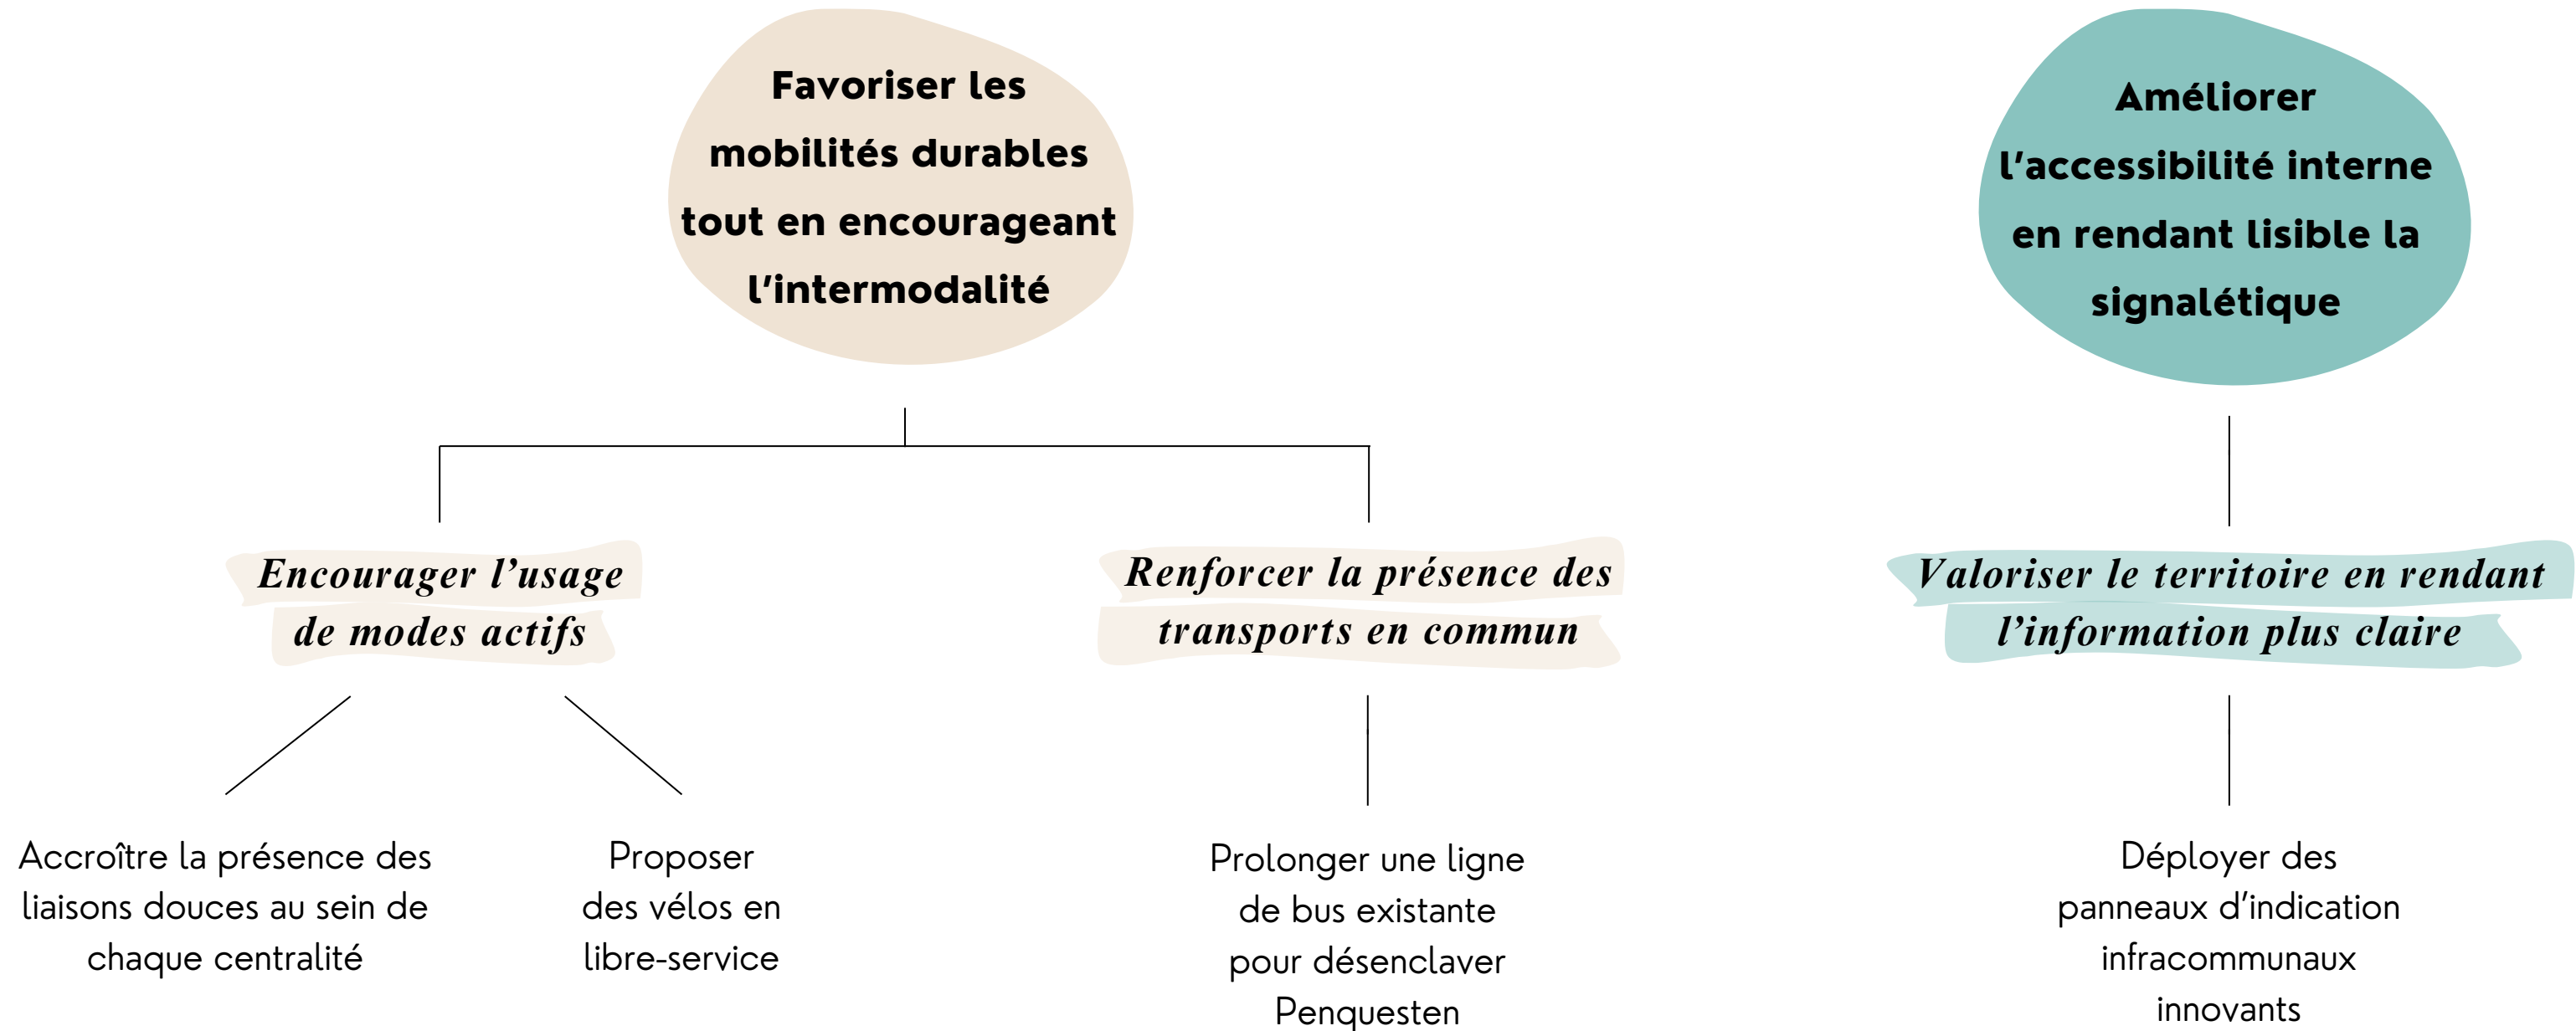 Favoriser les
mobilités durables
tout en encourageant
l'intermodalité
Améliorer
l'accessibilité interne
en rendant lisible la
signalétique
Encourager l'usage
de modes actifs
Renforcer la présence des
transports en commun
Valoriser le territoire en rendant
l'information plus claire
Accroître la présence des
liaisons douces au sein de
chaque centralité
Proposer
des vélos en
libre-service
Prolonger une ligne
de bus existante
pour désenclaver
Penquesten
Déployer des
panneaux d'indication
infracommunaux
innovants